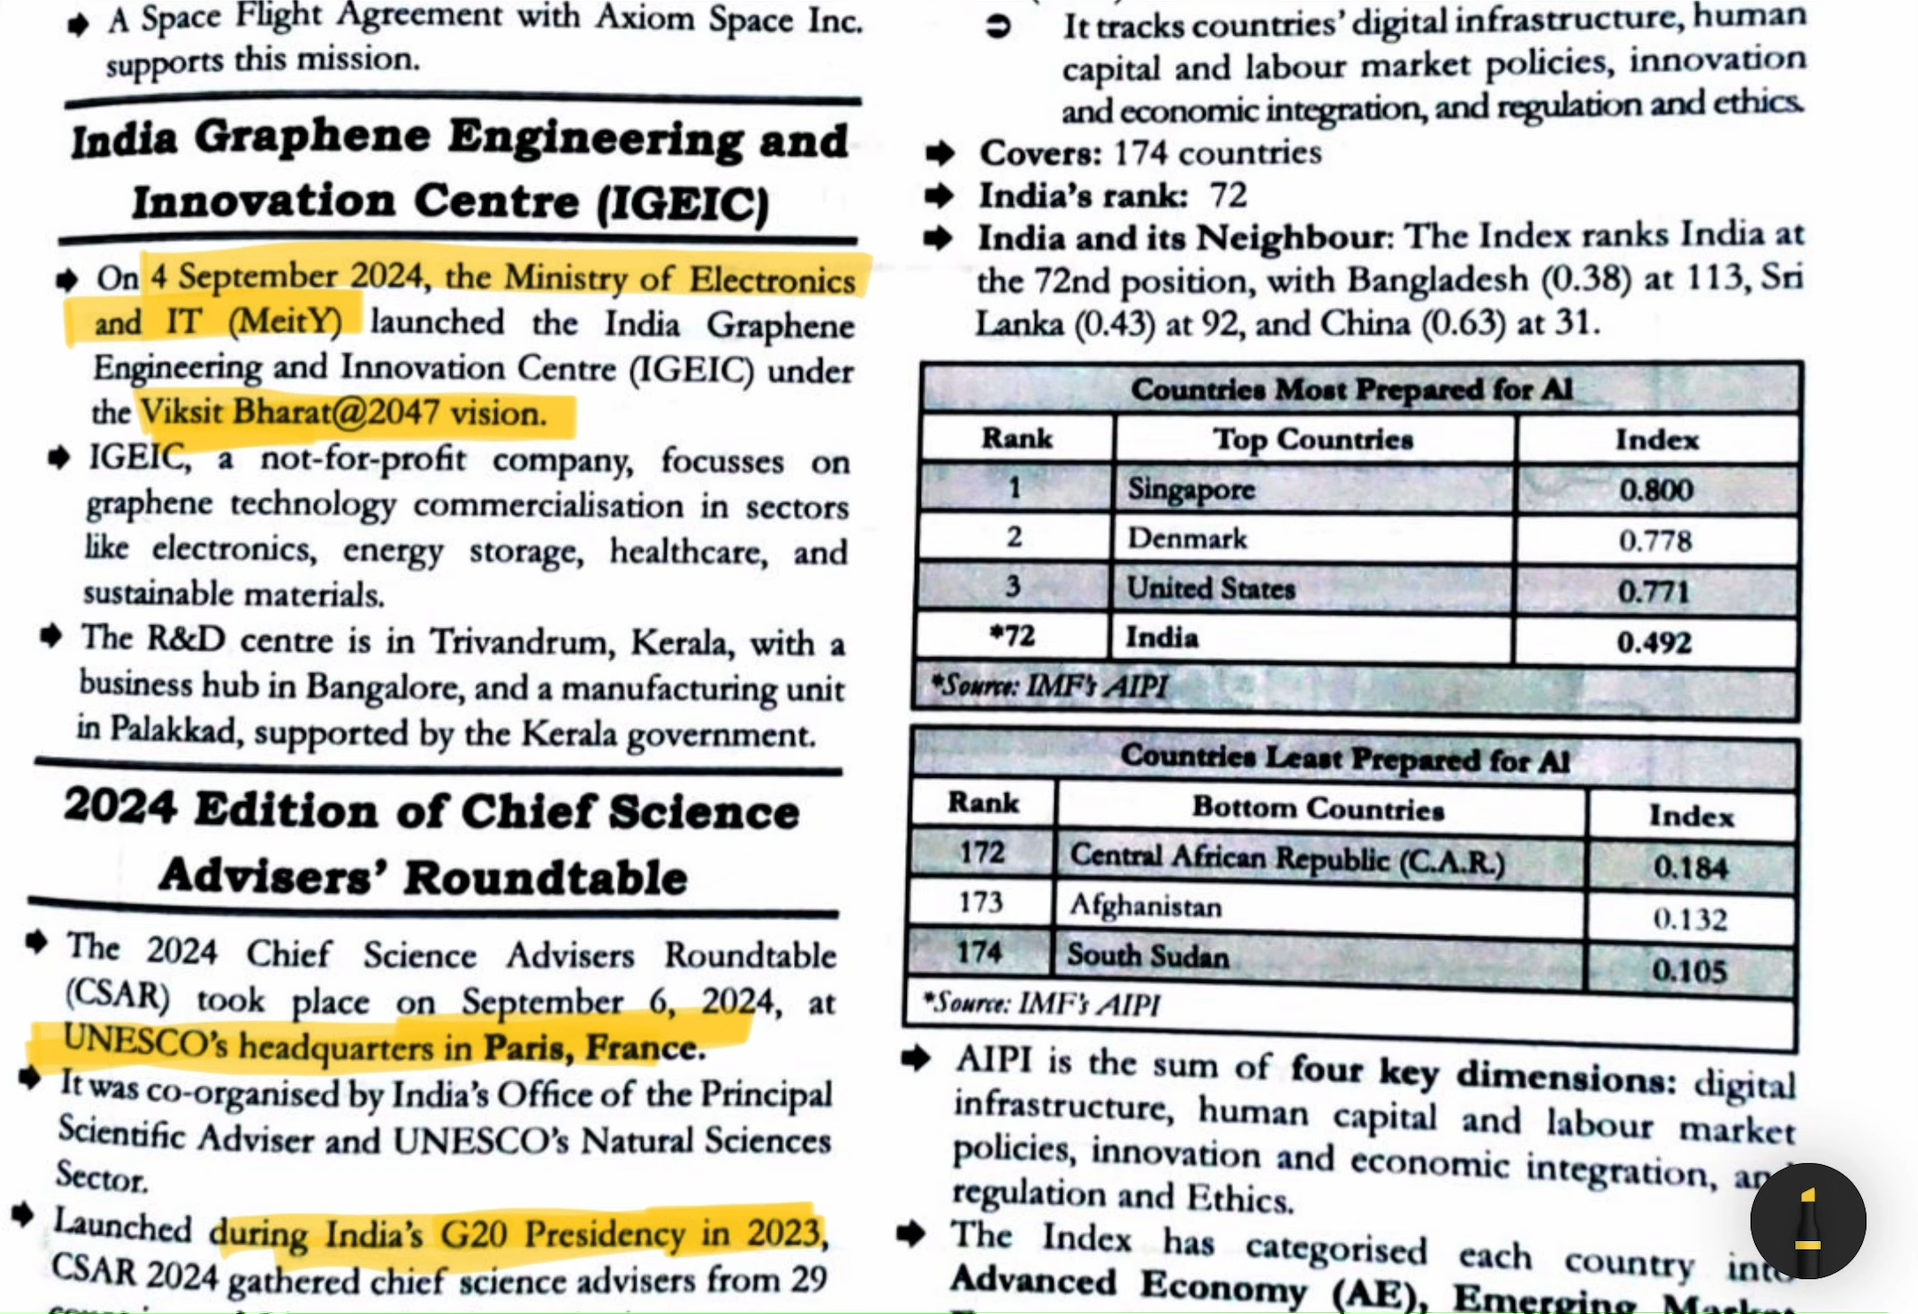 ➔ A Space Flight Agreement with Axiom Space Inc.
supports this mission.
India Graphene Engineering and
Innovation Centre (IGEIC)
➔ On 4 September 2024, the Ministry of Electronics
and IT (MeitY) launched the India Graphene
Engineering and Innovation Centre (IGEIC) under
the Viksit Bharat@2047 vision.
➔ IGEIC, a not-for-profit company, focusses on
graphene technology commercialisation in sectors
like electronics, energy storage, healthcare, and
sustainable materials.
➔ The R&D centre is in Trivandrum, Kerala, with a
business hub in Bangalore, and a manufacturing unit
in Palakkad, supported by the Kerala government.
2024 Edition of Chief Science
Advisers’ Roundtable
➔ The 2024 Chief Science Advisers Roundtable
(CSAR) took place on September 6, 2024, at
UNESCO’s headquarters in Paris, France.
➔ It was co-organised by India’s Office of the Principal
Scientific Adviser and UNESCO’s Natural Sciences
Sector.
➔ Launched during India’s G20 Presidency in 2023,
CSAR 2024 gathered chief science advisers from 29
➲ It tracks countries’ digital infrastructure, human
capital and labour market policies, innovation
and economic integration, and regulation and ethics.
➔ Covers: 174 countries
➔ India’s rank: 72
➔ India and its Neighbour: The Index ranks India at
the 72nd position, with Bangladesh (0.38) at 113, Sri
Lanka (0.43) at 92, and China (0.63) at 31.
Countries Most Prepared for AI
Rank Top Countries Index
1 Singapore 0.800
2 Denmark 0.778
3 United States 0.771
*72 India 0.492
*Source: IMF’s AIPI
Countries Least Prepared for AI
Rank Bottom Countries Index
172 Central African Republic (C.A.R.) 0.184
173 Afghanistan 0.132
174 South Sudan 0.105
*Source: IMF’s AIPI
➔ AIPI is the sum of four key dimensions: digital
infrastructure, human capital and labour market
policies, innovation and economic integration, and
regulation and Ethics.
➔ The Index has categorised each country into
Advanced Economy (AE), Emerging Market